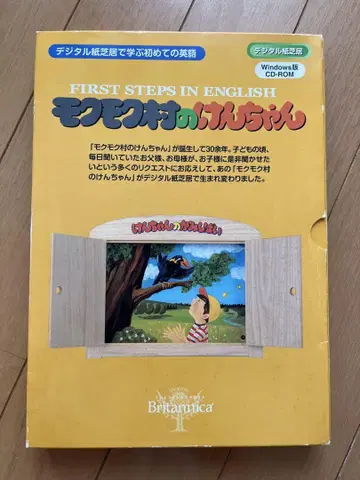 デジタル紙芝居で学ぶ初めての英語
デジタル紙芝居
Windows版
CD-ROM
FIRST STEPS IN ENGLISH
モクモク村のけんちゃん
「モクモク村のけんちゃん」が誕生して30余年。子どもの頃、
毎日聞いていたお父様、お母様が、お子様に是非聞かせた
いという多くのリクエストにお応えして、あの「モクモク村
のけんちゃん」がデジタル紙芝居で生まれ変わりました。
けんちゃんのかみしばい
Britannica